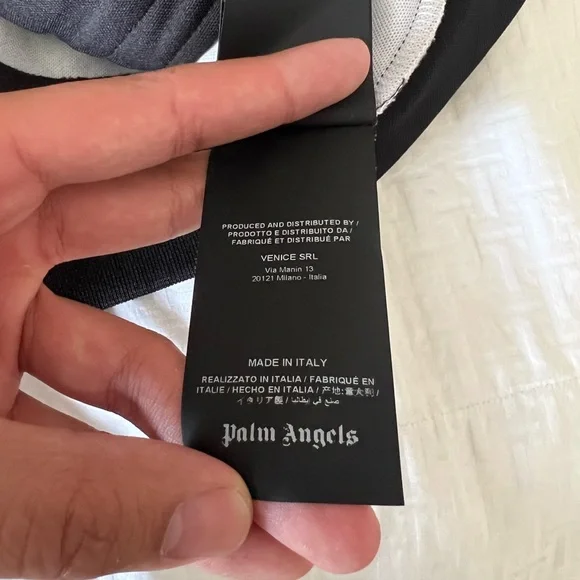 PRODUCED AND DISTRIBUTED BY /
PRODOTTO E DISTRIBUITO DA /
FABRIQUÉ ET DISTRIBUÉ PAR
VENICE SRL
Via Manin 13
20121 Milano - Italia
MADE IN ITALY
REALIZZATO IN ITALIA / FABRIQUÉ EN
ITALIE / HECHO EN ITALIA / 产地:意大利 /
イタリア製 / صنع في إيطاليا /
Palm Angels